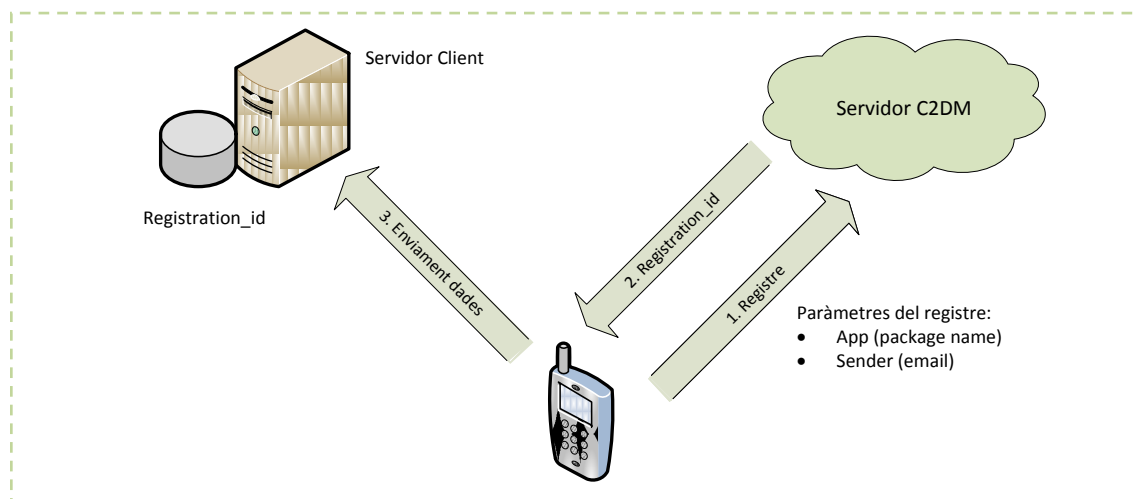 Servidor Client
Servidor C2DM
Registration_id
3. Enviament dades
2. Registration_id
1. Registre
Paràmetres del registre:
• App (package name)
• Sender (email)